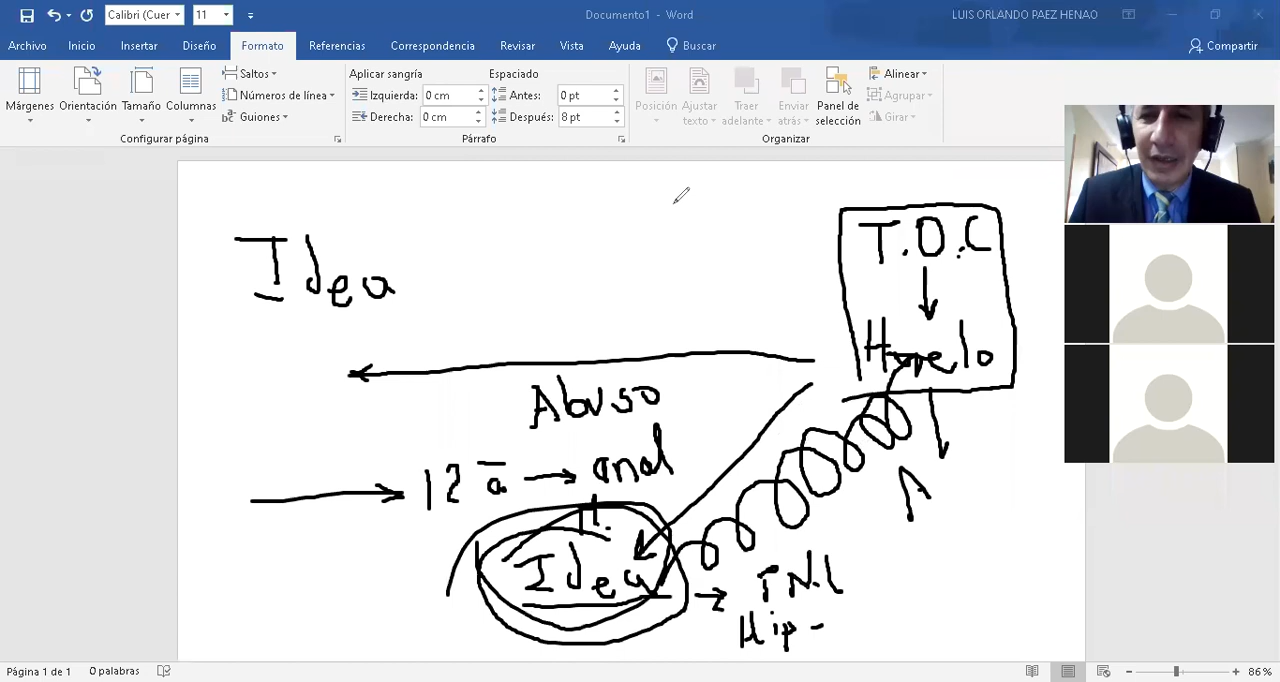 Calibri (Cuer 11 Documento1 - Word LUIS ORLANDO PAEZ HENAO
Archivo Inicio Insertar Diseño Formato Referencias Correspondencia Revisar Vista Ayuda Buscar Compartir
Márgenes Orientación Tamaño Columnas
Saltos
Números de línea
Guiones
Configurar página
Aplicar sangría Espaciado
Izquierda: 0 cm Antes: 0 pt
Derecha: 0 cm Después: 8 pt
Párrafo
Posición Ajustar texto Traer adelante Enviar atrás Panel de selección
Alinear
Agrupar
Girar
Organizar
T.O.C
Idea
Abuso
12 a anal
Idea
Hip -
Página 1 de 1 0 palabras 86%